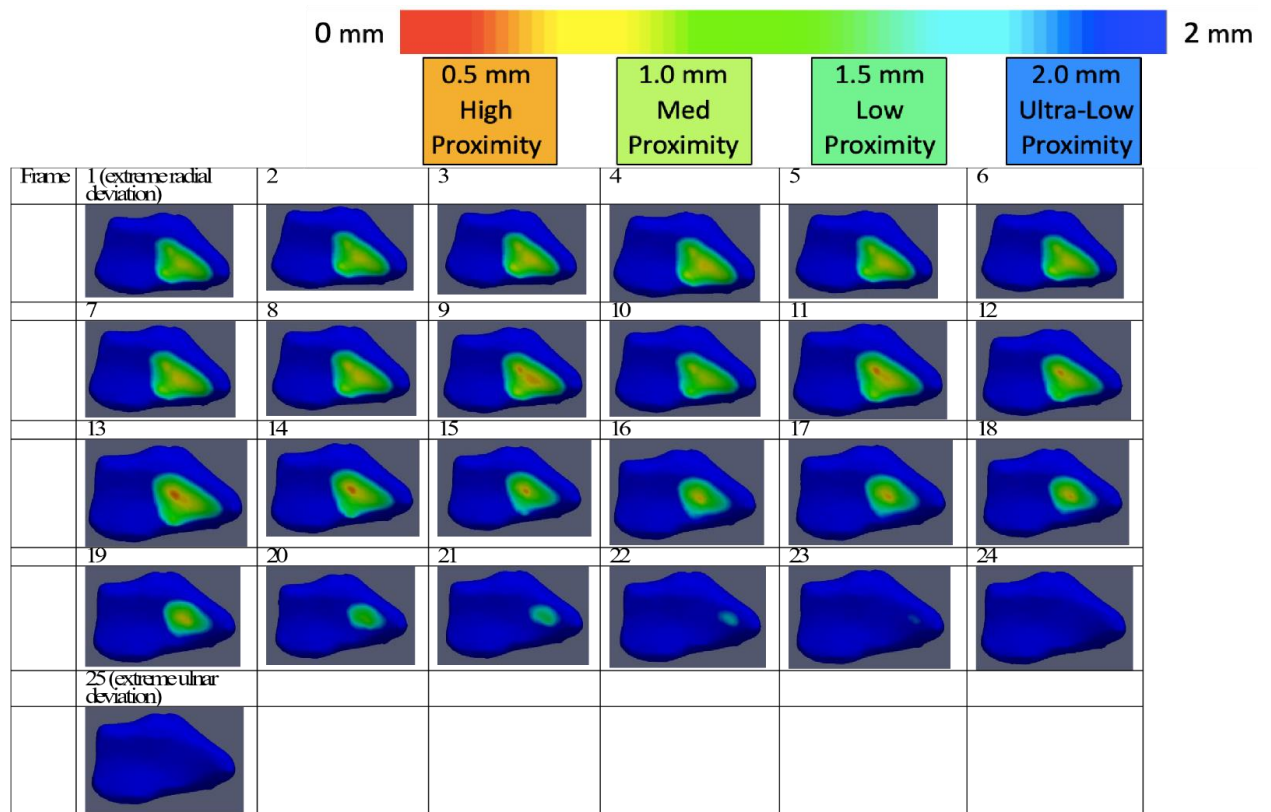 0 mm
2 mm
0.5 mm
High
Proximity
1.0 mm
Med
Proximity
1.5 mm
Low
Proximity
2.0 mm
Ultra-Low
Proximity
Frame 1 (extreme radial 2 3 4 5 6
deviation)
7 8 9 10 11 12
13 14 15 16 17 18
19 20 21 22 23 24
25 (extreme ulnar
deviation)